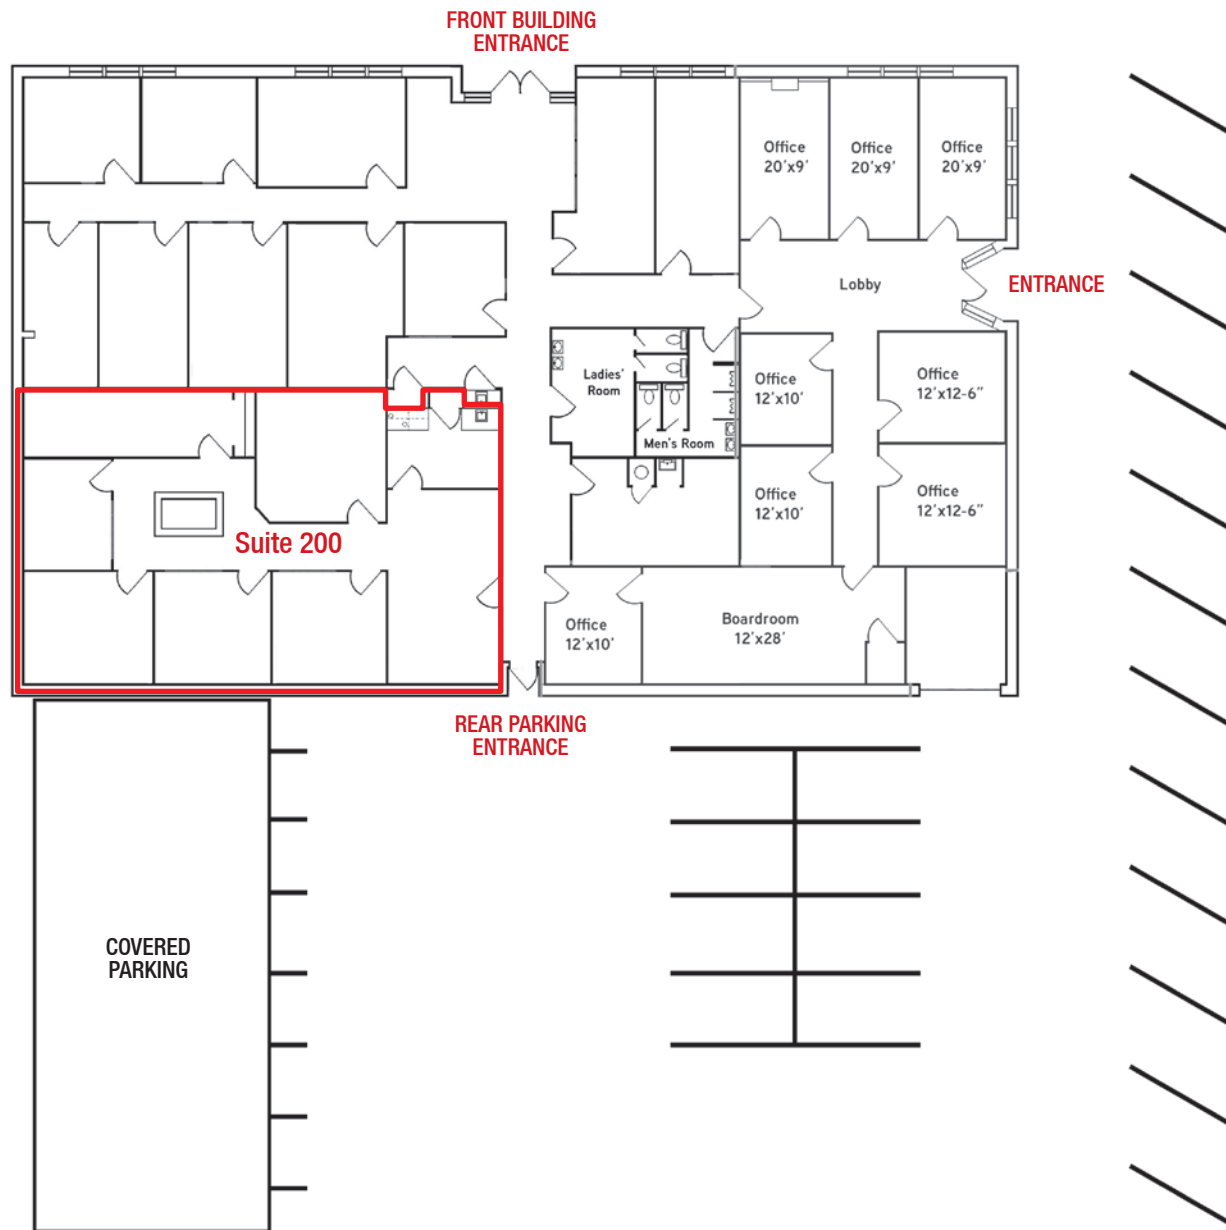 FRONT BUILDING
ENTRANCE
Office
20'x9'
Office
20'x9'
Office
20'x9'
Lobby
ENTRANCE
Ladies'
Room
Men's Room
Office
12'x10'
Office
12'x12-6"
Office
12'x10'
Office
12'x12-6"
Suite 200
Office
12'x10'
Boardroom
12'x28'
REAR PARKING
ENTRANCE
COVERED
PARKING